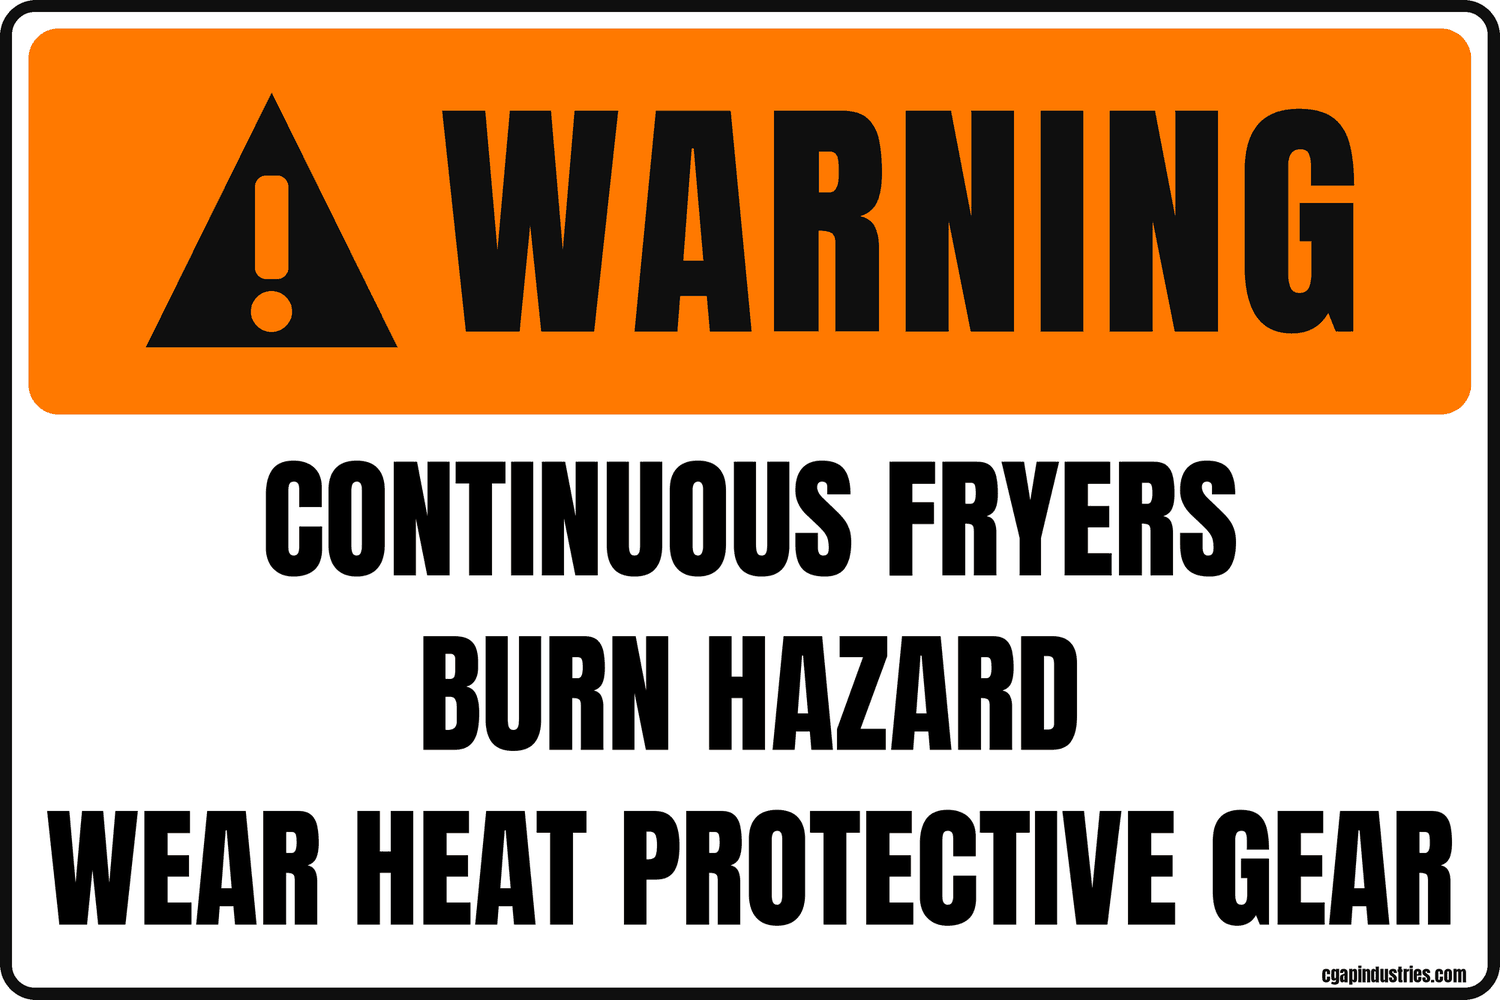 WARNING
CONTINUOUS FRYERS
BURN HAZARD
WEAR HEAT PROTECTIVE GEAR
cgapindustries.com